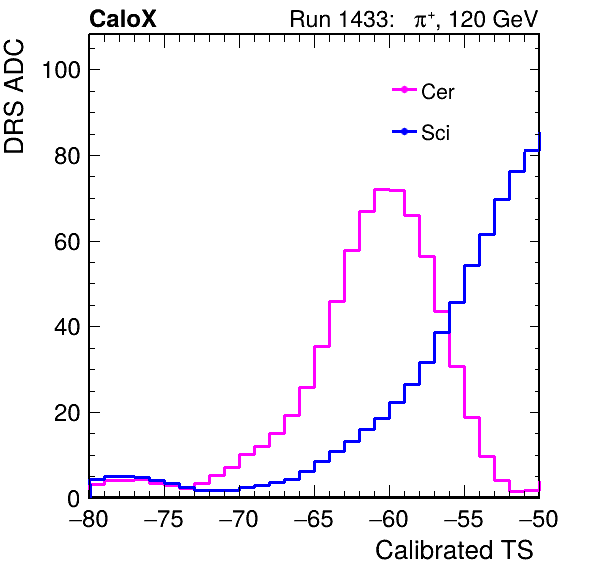 CaloX Run 1433: π⁺, 120 GeV
DRS ADC
100
80
60
40
20
0
Cer
Sci
−80 −75 −70 −65 −60 −55 −50
Calibrated TS